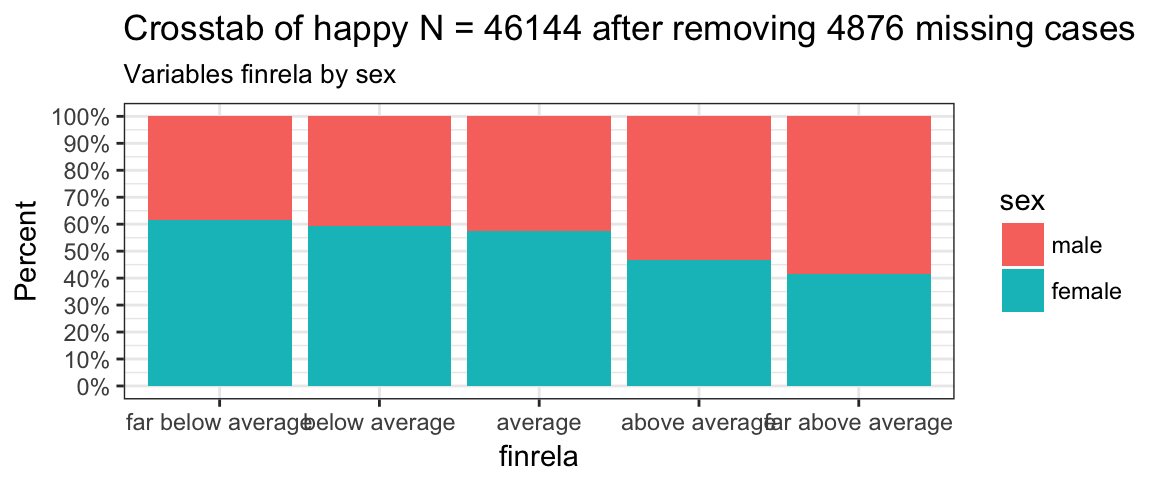 Crosstab of happy N = 46144 after removing 4876 missing cases
Variables finrela by sex
100%
90%
80%
70%
60%
50%
40%
30%
20%
10%
0%
Percent
far below average
below average
average
above average
far above average
finrela
sex
male
female